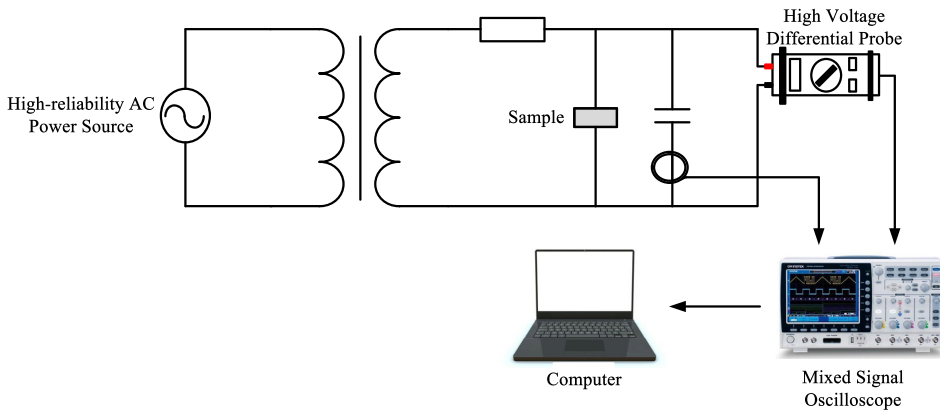 High Voltage
Differential Probe
High-reliability AC
Power Source
Sample
Computer
Mixed Signal
Oscilloscope